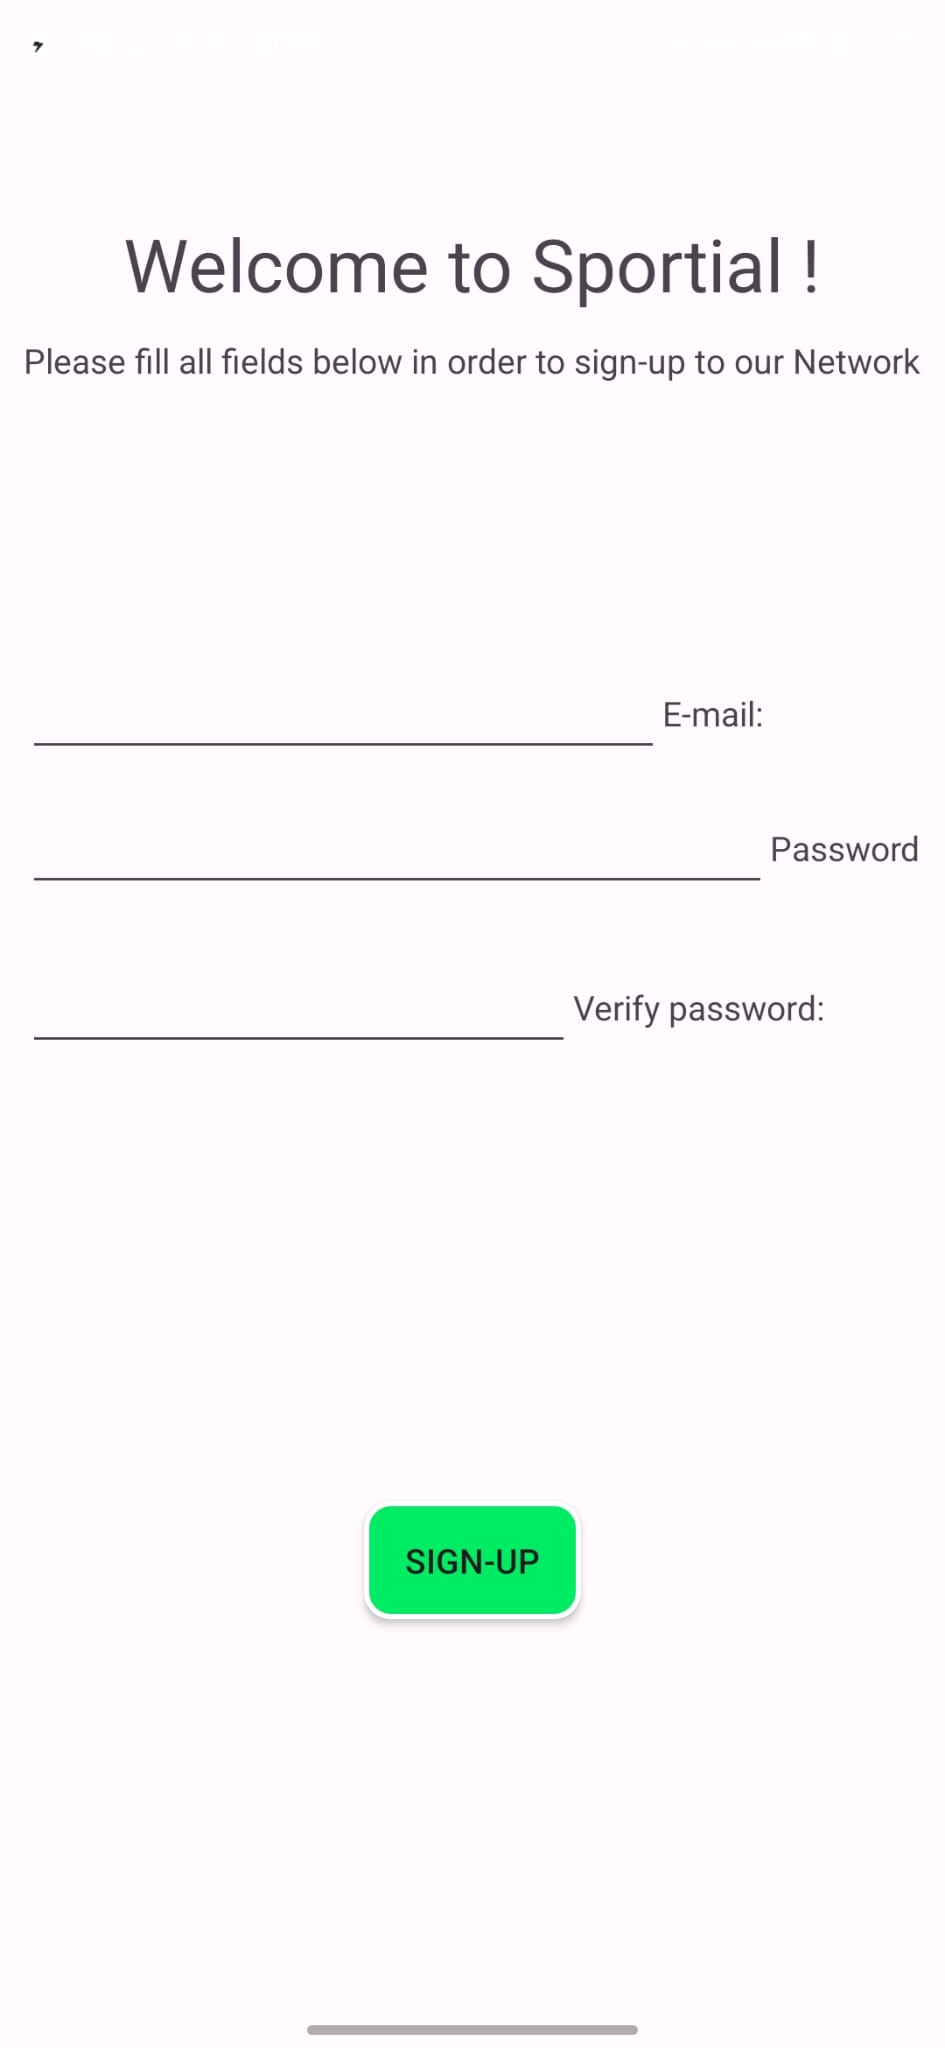 Welcome to Sportial !
Please fill all fields below in order to sign-up to our Network
E-mail:
Password
Verify password:
SIGN-UP